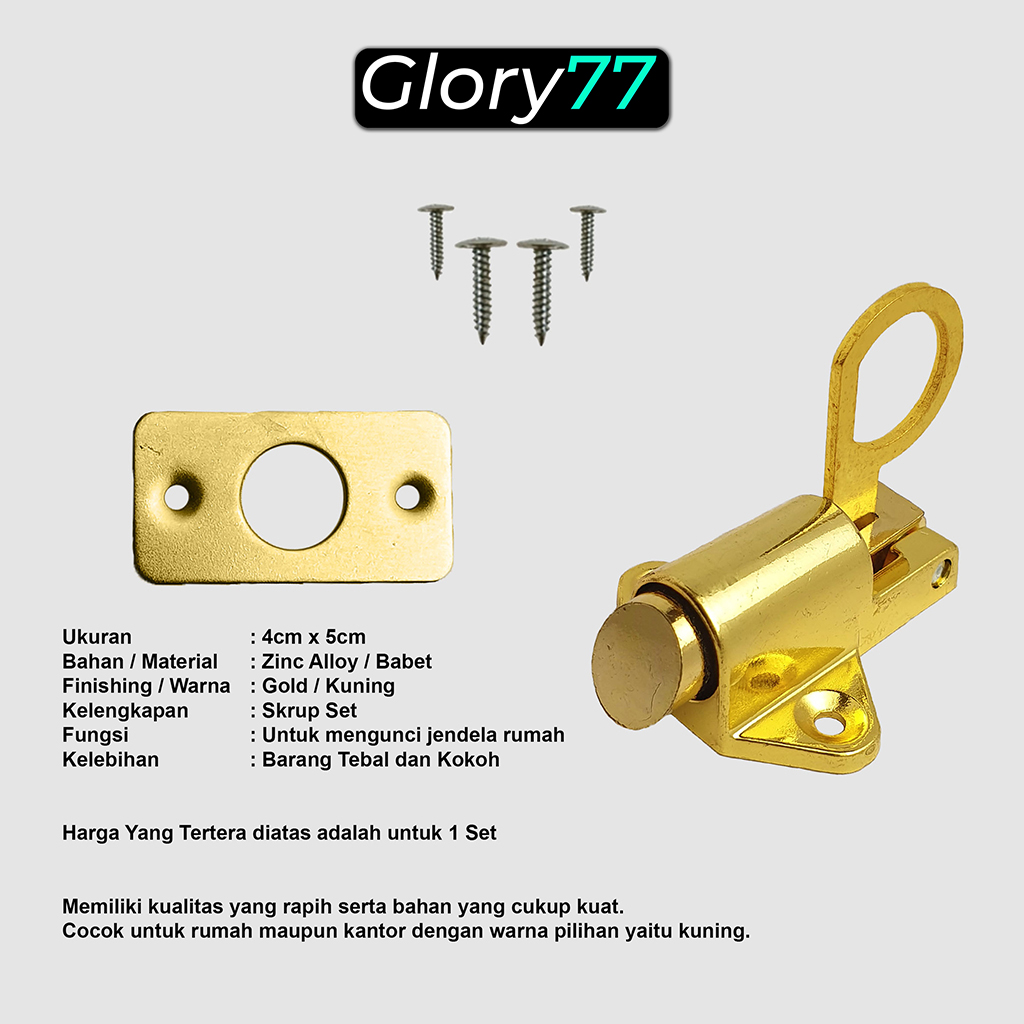 Glory77
Ukuran : 4cm x 5cm
Bahan / Material : Zinc Alloy / Babet
Finishing / Warna : Gold / Kuning
Kelengkapan : Skrup Set
Fungsi : Untuk mengunci jendela rumah
Kelebihan : Barang Tebal dan Kokoh
Harga Yang Tertera diatas adalah untuk 1 Set
Memiliki kualitas yang rapih serta bahan yang cukup kuat.
Cocok untuk rumah maupun kantor dengan warna pilihan yaitu kuning.